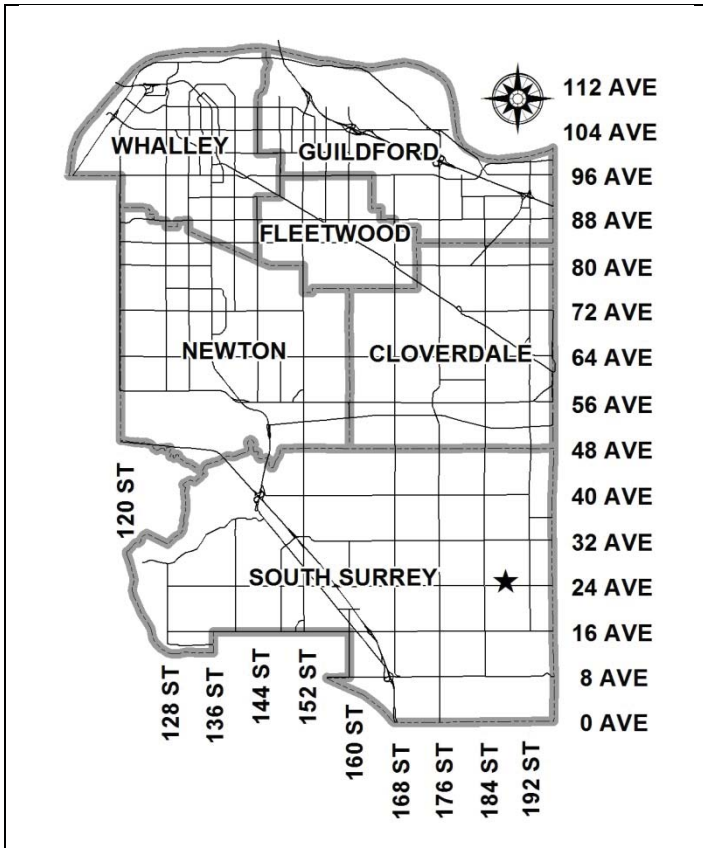 112 AVE
104 AVE
WHALLEY
GUILDFORD
96 AVE
88 AVE
FLEETWOOD
80 AVE
72 AVE
NEWTON
CLOVERDALE
64 AVE
56 AVE
48 AVE
120 ST
40 AVE
32 AVE
SOUTH SURREY
24 AVE
16 AVE
128 ST
136 ST
144 ST
152 ST
160 ST
8 AVE
168 ST
176 ST
184 ST
192 ST
0 AVE